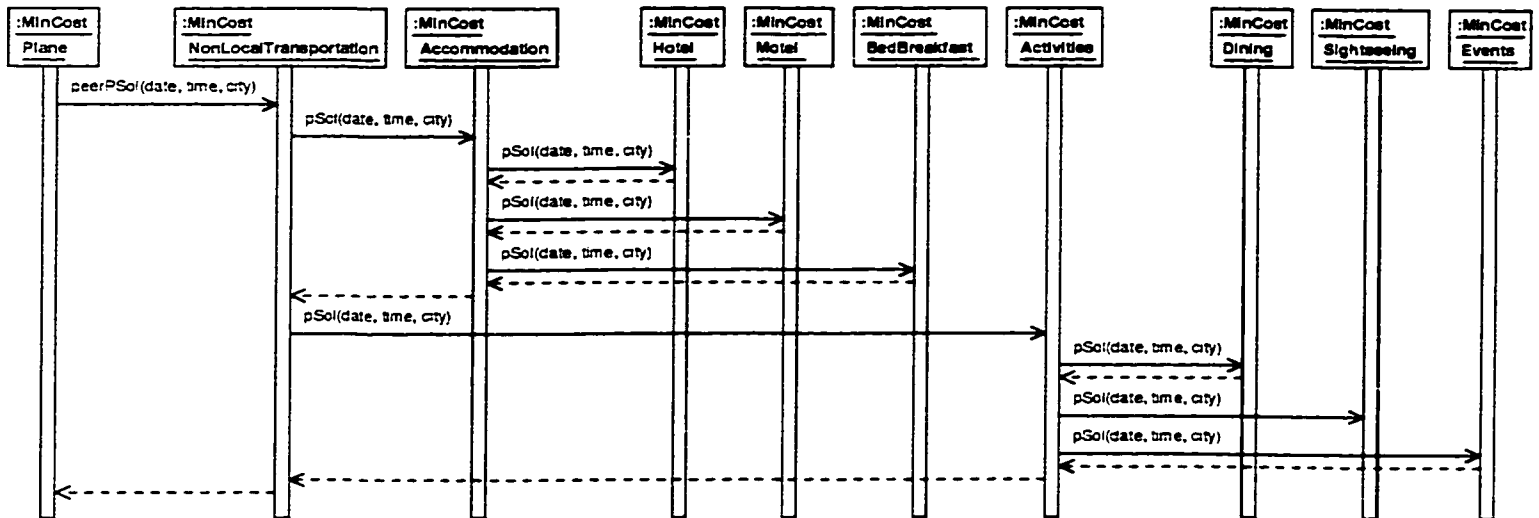 :MinCost
Plane
:MinCost
NonLocalTransportation
:MinCost
Accommodation
:MinCost
Hotel
:MinCost
Motel
:MinCost
BedBreakfast
:MinCost
Activities
:MinCost
Dining
:MinCost
Sightseeing
:MinCost
Events
peerPSol(date, time, city)
pSol(date, time, city)
pSol(date, time, city)
pSol(date, time, city)
pSol(date, time, city)
pSol(date, time, city)
pSol(date, time, city)
pSol(date, time, city)
pSol(date, time, city)